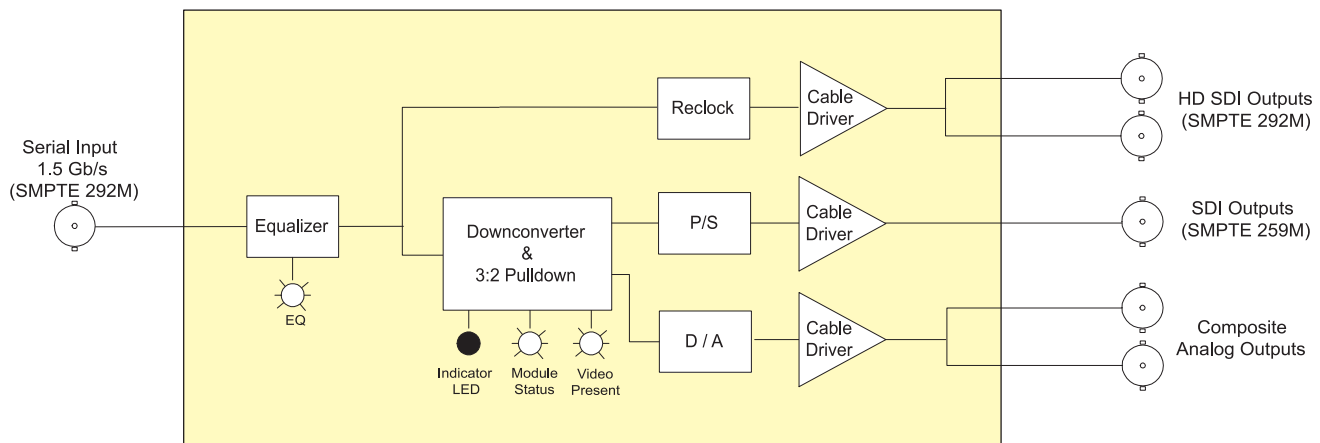 Serial Input
1.5 Gb/s
(SMPTE 292M)
Equalizer
EQ
Downconverter
&
3:2 Pulldown
Indicator
LED
Module
Status
Video
Present
Reclock
Cable
Driver
HD SDI Outputs
(SMPTE 292M)
P/S
Cable
Driver
SDI Outputs
(SMPTE 259M)
D / A
Cable
Driver
Composite
Analog Outputs